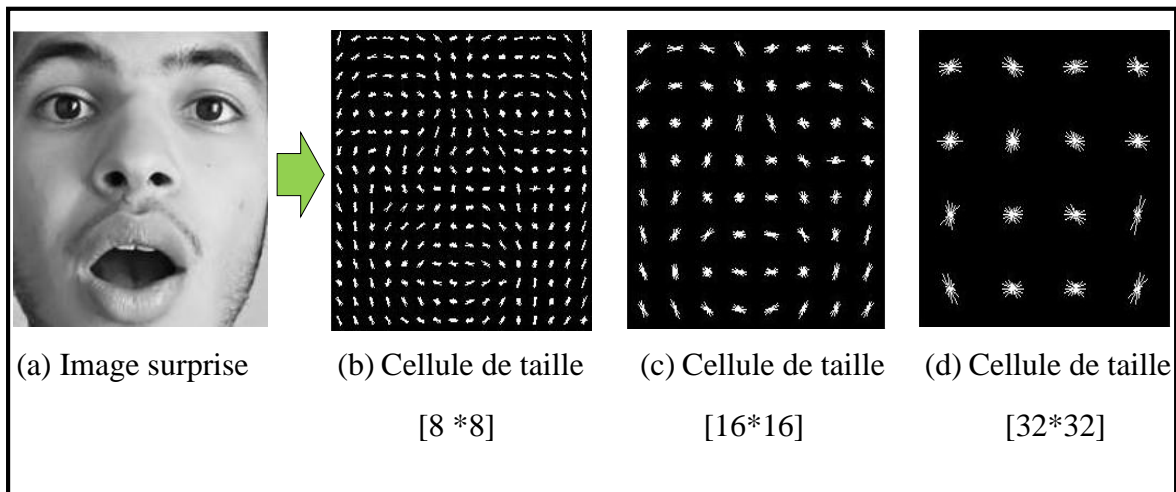 (a) Image surprise
(b) Cellule de taille
[8 *8]
(c) Cellule de taille
[16*16]
(d) Cellule de taille
[32*32]